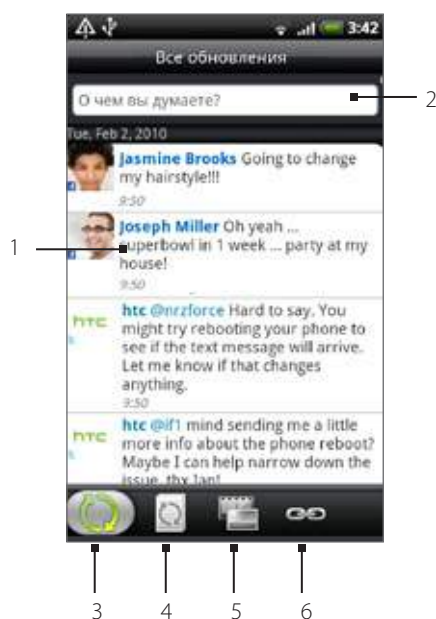 3:42
Все обновления
О чем вы думаете?
2
Tue, Feb 2, 2010
Jasmine Brooks Going to change
my hairstyle!!!
9:50
1
Joseph Miller Oh yeah ...
superbowl in 1 week ... party at my
house!
9:50
htc
htc @nrzforce Hard to say. You
might try rebooting your phone to
see if the text message will arrive.
Let me know if that changes
anything.
9:50
htc
htc @if1 mind sending me a little
more info about the phone reboot?
Maybe I can help narrow down the
issue, thx Ian!
3 4 5 6